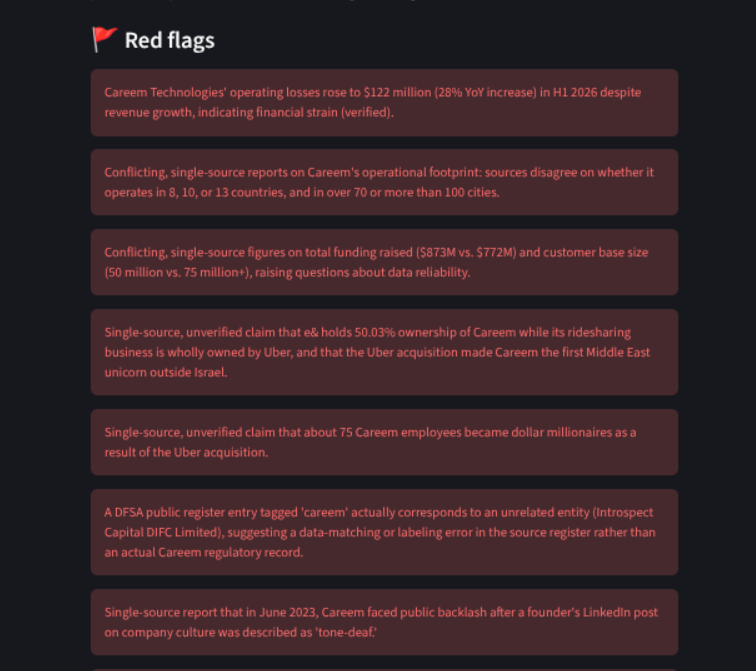 🚩 Red flags
Careem Technologies' operating losses rose to $122 million (28% YoY increase) in H1 2026 despite
revenue growth, indicating financial strain (verified).
Conflicting, single-source reports on Careem's operational footprint: sources disagree on whether it
operates in 8, 10, or 13 countries, and in over 70 or more than 100 cities.
Conflicting, single-source figures on total funding raised ($873M vs. $772M) and customer base size
(50 million vs. 75 million+), raising questions about data reliability.
Single-source, unverified claim that e& holds 50.03% ownership of Careem while its ridesharing
business is wholly owned by Uber, and that the Uber acquisition made Careem the first Middle East
unicorn outside Israel.
Single-source, unverified claim that about 75 Careem employees became dollar millionaires as a
result of the Uber acquisition.
A DFSA public register entry tagged 'careem' actually corresponds to an unrelated entity (Introspect
Capital DIFC Limited), suggesting a data-matching or labeling error in the source register rather than
an actual Careem regulatory record.
Single-source report that in June 2023, Careem faced public backlash after a founder's LinkedIn post
on company culture was described as 'tone-deaf.'